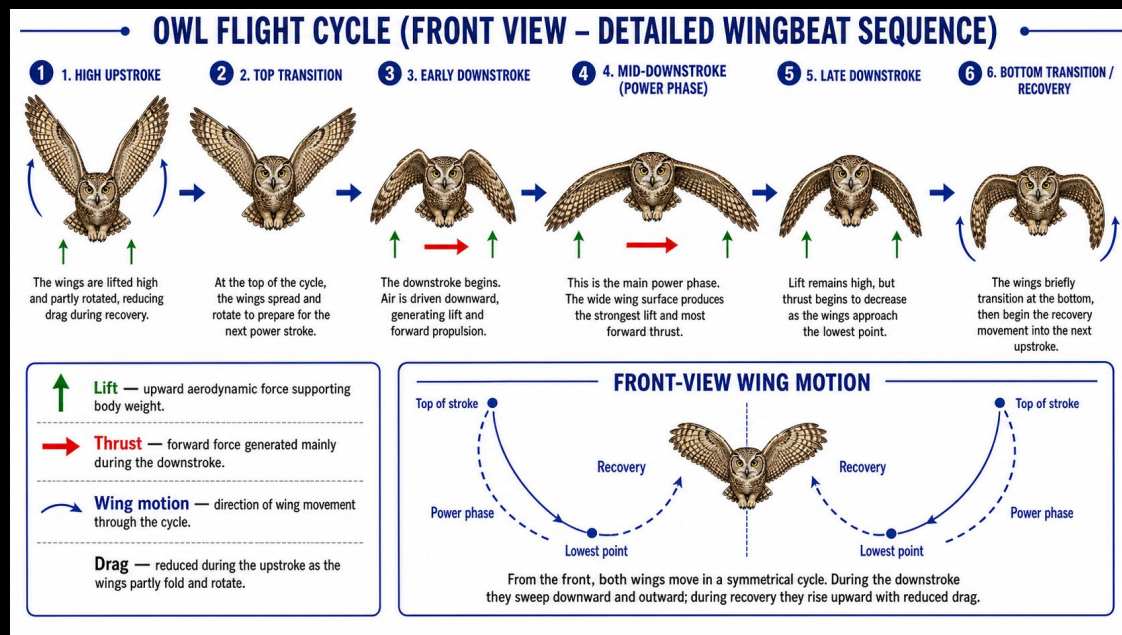 OWL FLIGHT CYCLE (FRONT VIEW – DETAILED WINGBEAT SEQUENCE)
1 1. HIGH UPSTROKE
2 2. TOP TRANSITION
3 3. EARLY DOWNSTROKE
4 4. MID-DOWNSTROKE
(POWER PHASE)
5 5. LATE DOWNSTROKE
6 6. BOTTOM TRANSITION /
RECOVERY
The wings are lifted high
and partly rotated, reducing
drag during recovery.
At the top of the cycle,
the wings spread and
rotate to prepare for the
next power stroke.
The downstroke begins.
Air is driven downward,
generating lift and
forward propulsion.
This is the main power phase.
The wide wing surface produces
the strongest lift and most
forward thrust.
Lift remains high, but
thrust begins to decrease
as the wings approach
the lowest point.
The wings briefly
transition at the bottom,
then begin the recovery
movement into the next
upstroke.
Lift — upward aerodynamic force supporting
body weight.
Thrust — forward force generated mainly
during the downstroke.
Wing motion — direction of wing movement
through the cycle.
Drag — reduced during the upstroke as the
wings partly fold and rotate.
FRONT-VIEW WING MOTION
Top of stroke
Top of stroke
Recovery
Recovery
Power phase
Power phase
Lowest point
Lowest point
From the front, both wings move in a symmetrical cycle. During the downstroke
they sweep downward and outward; during recovery they rise upward with reduced drag.